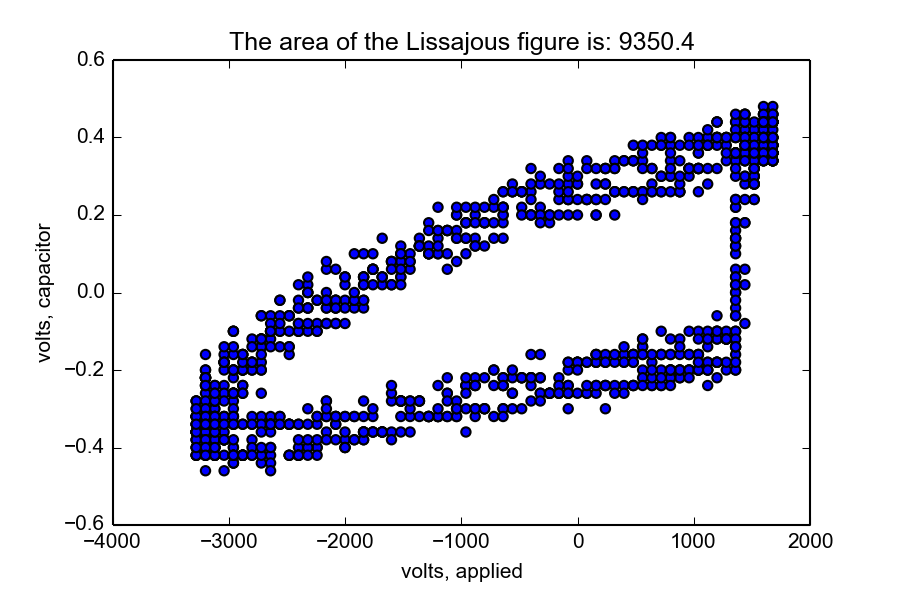 The area of the Lissajous figure is: 9350.4
0.6
0.4
0.2
0.0
−0.2
−0.4
−0.6
volts, capacitor
−4000 −3000 −2000 −1000 0 1000 2000
volts, applied